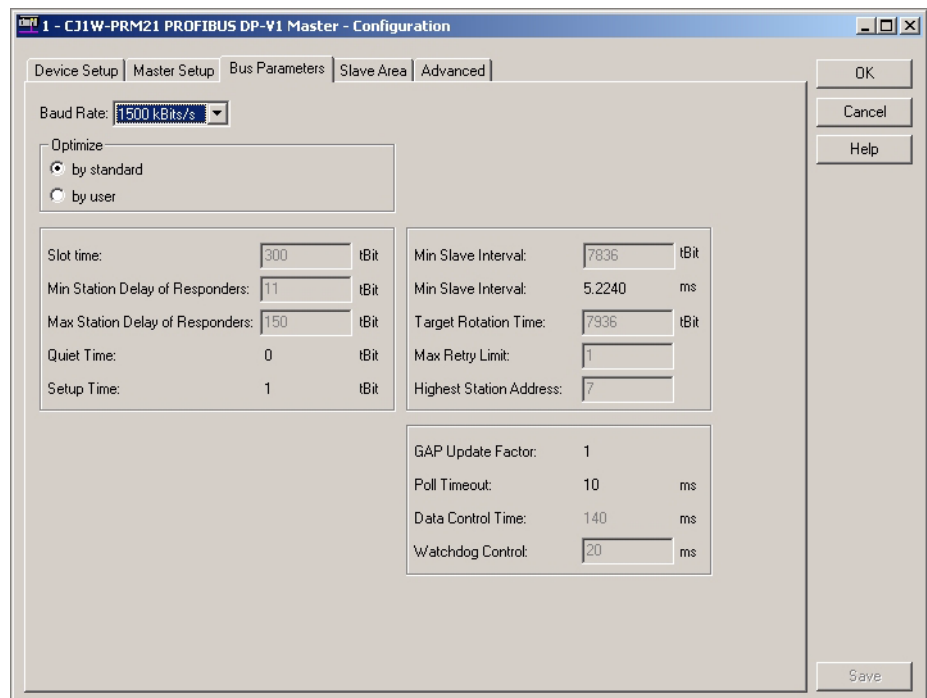 1 - CJ1W-PRM21 PROFIBUS DP-V1 Master - Configuration
Device Setup Master Setup Bus Parameters Slave Area Advanced
OK
Cancel
Help
Baud Rate: 1500 kBits/s
Optimize
by standard
by user
Slot time: 300 tBit
Min Station Delay of Responders: 11 tBit
Max Station Delay of Responders: 150 tBit
Quiet Time: 0 tBit
Setup Time: 1 tBit
Min Slave Interval: 7836 tBit
Min Slave Interval: 5.2240 ms
Target Rotation Time: 7936 tBit
Max Retry Limit: 1
Highest Station Address: 7
GAP Update Factor: 1
Poll Timeout: 10 ms
Data Control Time: 140 ms
Watchdog Control: 20 ms
Save